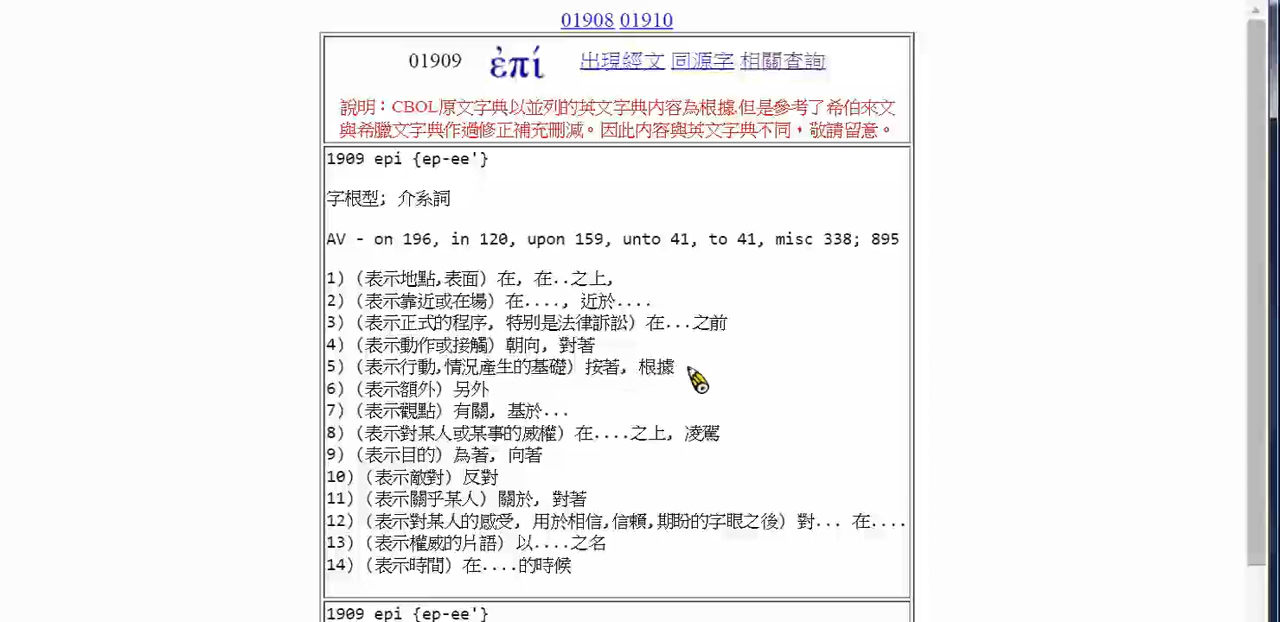 01908 01910
01909 ἐπί 出現經文 同源字 相關查詢
說明：CBOL原文字典以並列的英文字典內容為根據,但是參考了希伯來文
與希臘文字典作過修正補充刪減。因此內容與英文字典不同，敬請留意。
1909 epi {ep-ee'}
字根型; 介系詞
AV - on 196, in 120, upon 159, unto 41, to 41, misc 338; 895
1) (表示地點,表面) 在, 在..之上,
2) (表示靠近或在場) 在...., 近於....
3) (表示正式的程序, 特別是法律訴訟) 在...之前
4) (表示動作或接觸) 朝向, 對著
5) (表示行動,情況產生的基礎) 按著, 根據
6) (表示額外) 另外
7) (表示觀點) 有關, 基於...
8) (表示對某人或某事的威權) 在....之上, 凌駕
9) (表示目的) 為著, 向著
10) (表示敵對) 反對
11) (表示關乎某人) 關於, 對著
12) (表示對某人的感受, 用於相信,信賴,期盼的字眼之後) 對... 在....
13) (表示權威的片語) 以....之名
14) (表示時間) 在....的時候
1909 epi {ep-ee'}